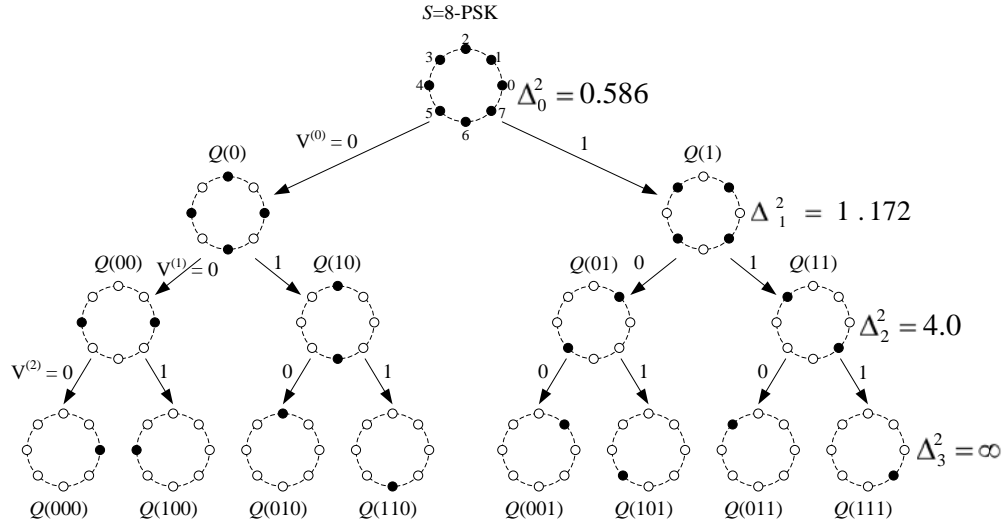 S=8-PSK
2
3 1
4 0
5 7
6
Δ₀² = 0.586
V⁽⁰⁾ = 0 1
Q(0) Q(1)
Δ₁² = 1 . 172
Q(00) V⁽¹⁾ = 0 1 Q(10) Q(01) 0 1 Q(11)
Δ₂² = 4.0
V⁽²⁾ = 0 1 0 1 0 1 0 1
Δ₃² = ∞
Q(000) Q(100) Q(010) Q(110) Q(001) Q(101) Q(011) Q(111)